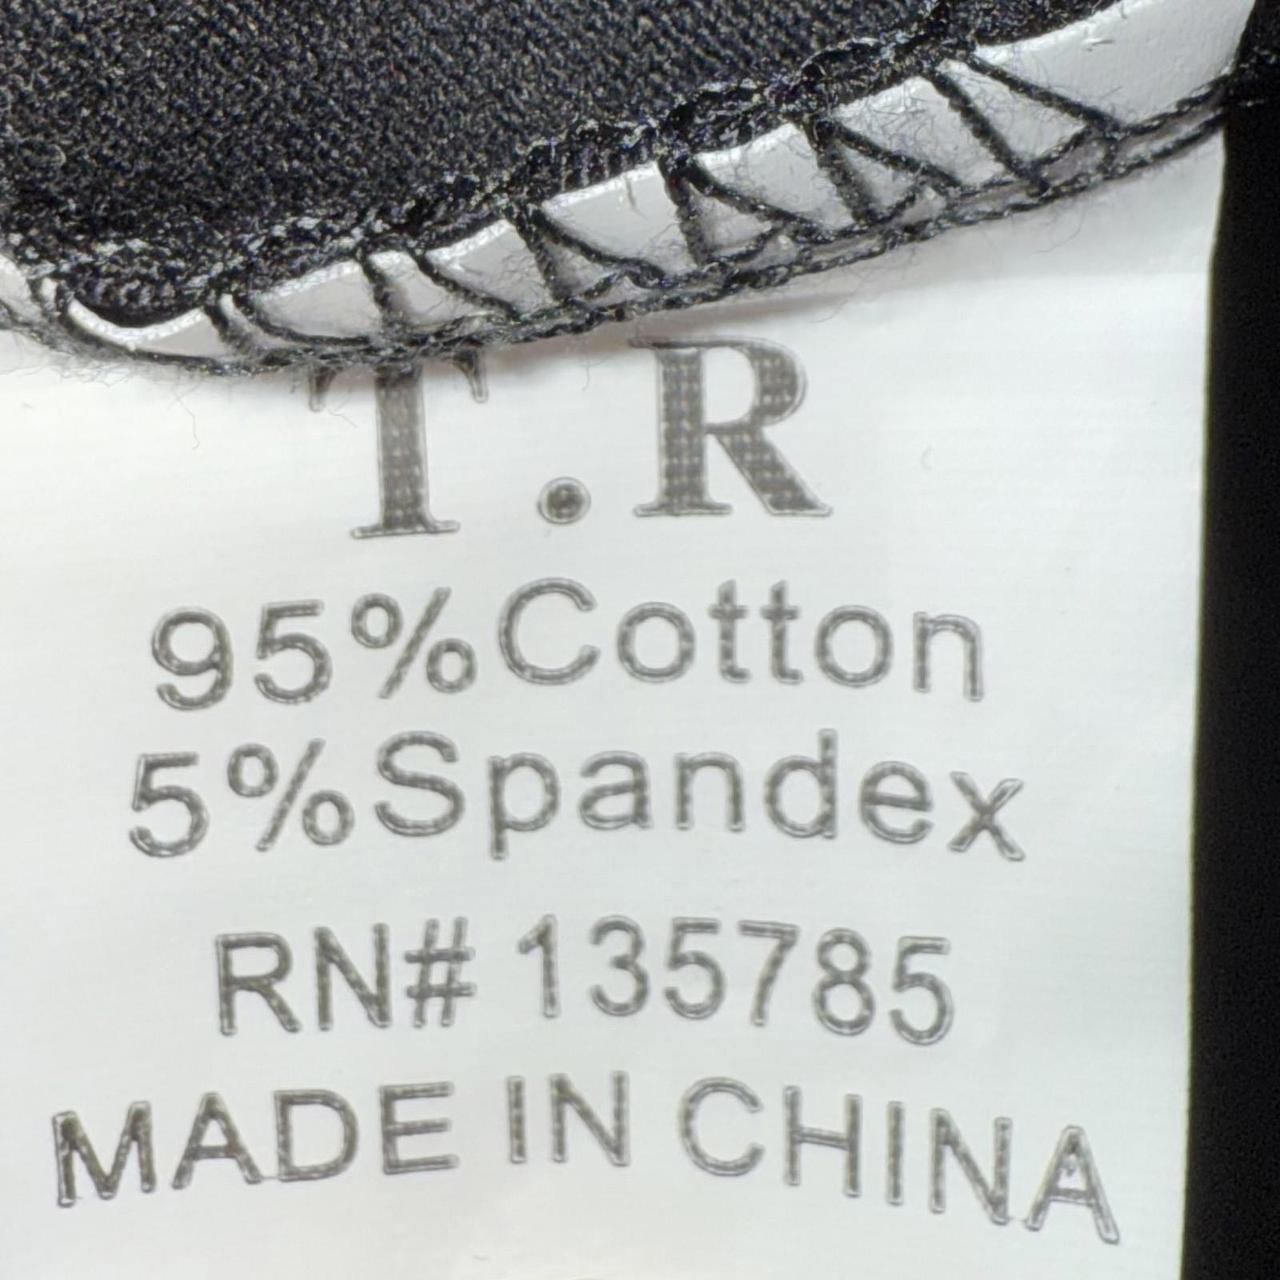 T.R
95%Cotton
5%Spandex
RN# 135785
MADE IN CHINA